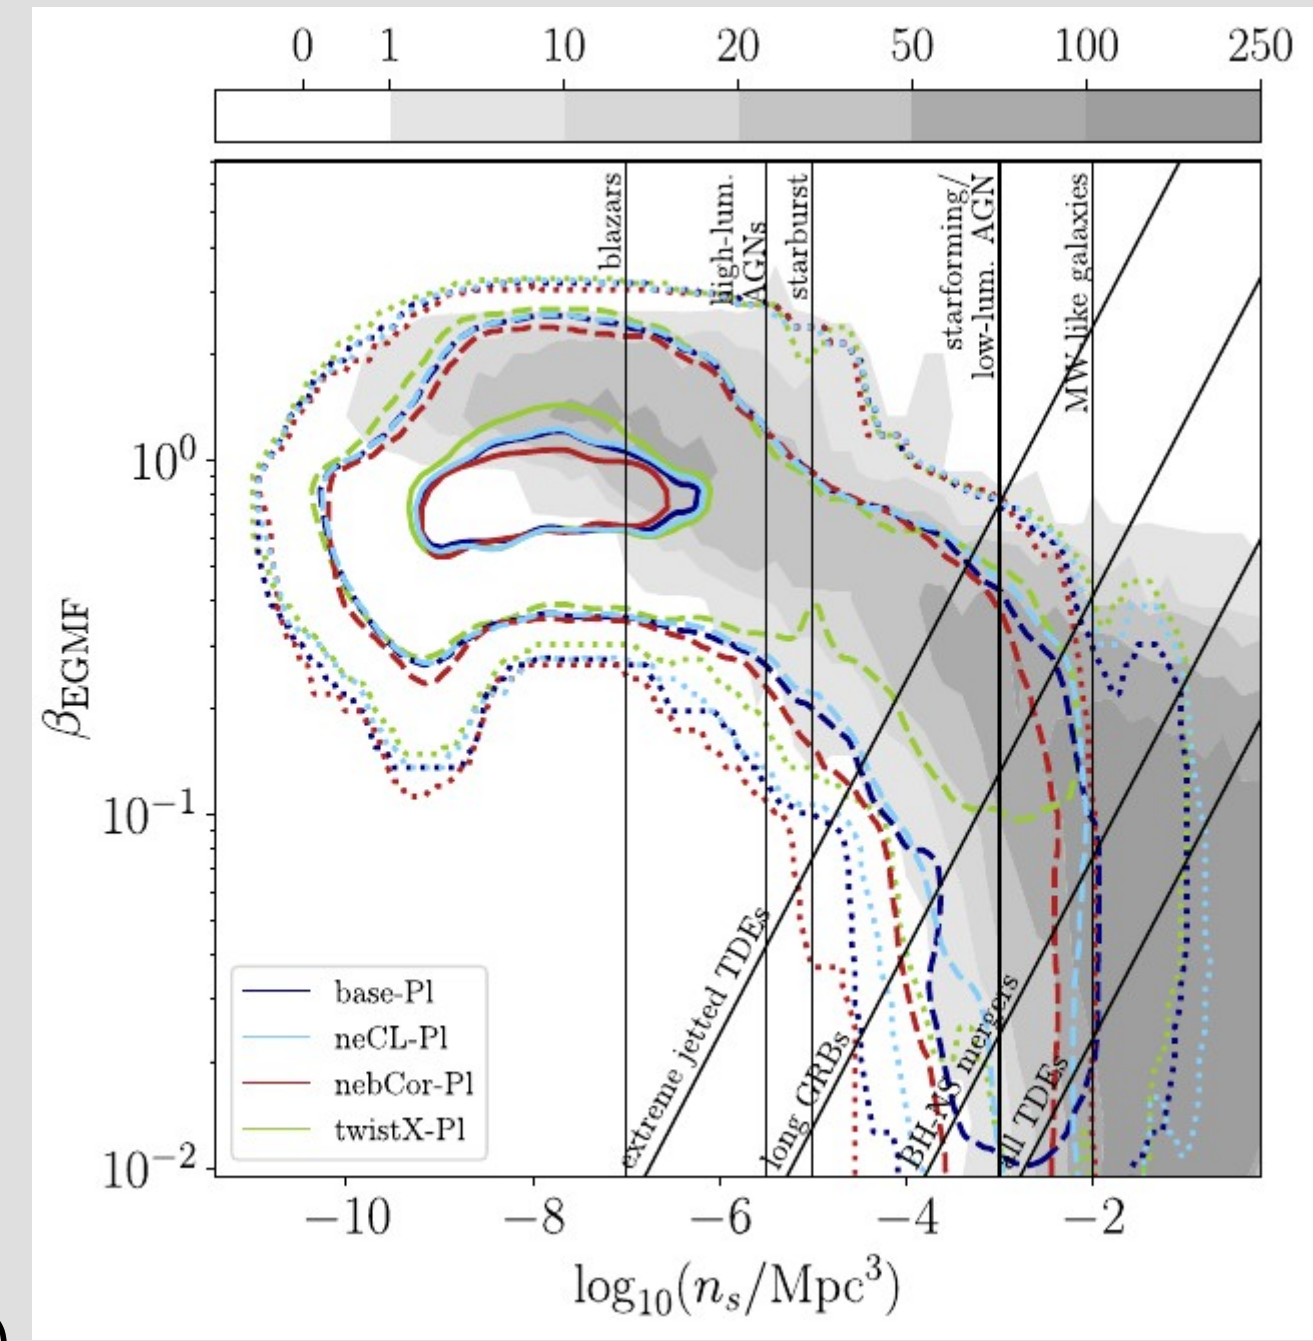 0 1 10 20 50 100 250
blazars
high-lum.
AGNs
starburst
starforming/
low-lum. AGN
MW like galaxies
10⁰
10⁻¹
10⁻²
β_EGMF
extreme jetted TDEs
long GRBs
BH-NS mergers
all TDEs
base-Pl
neCL-Pl
nebCor-Pl
twistX-Pl
−10 −8 −6 −4 −2
log₁₀(nₛ/Mpc³)
)